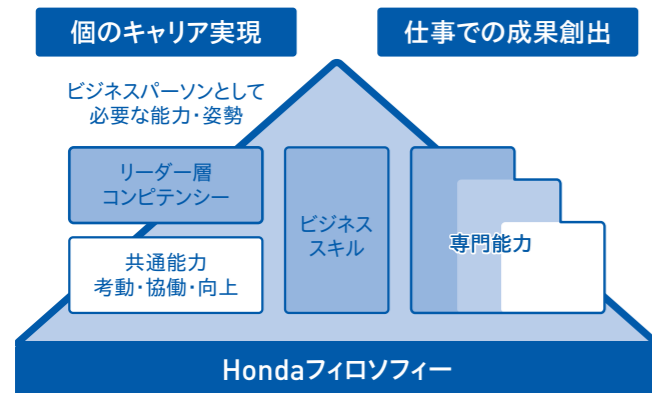 個のキャリア実現
仕事での成果創出
ビジネスパーソンとして
必要な能力・姿勢
リーダー層
コンピテンシー
共通能力
考動・協働・向上
ビジネス
スキル
専門能力
Hondaフィロソフィー